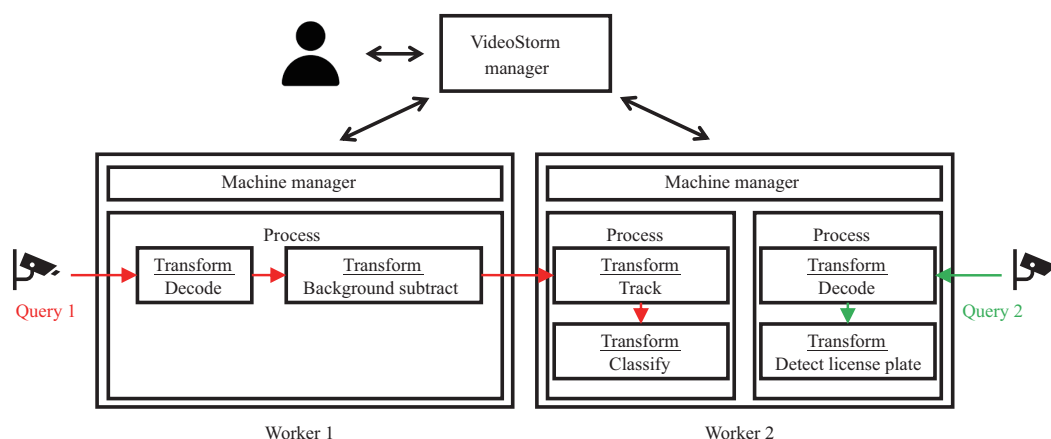 VideoStorm
manager
Machine manager
Machine manager
Process
Transform
Decode
Transform
Background subtract
Process
Transform
Track
Transform
Classify
Process
Transform
Decode
Transform
Detect license plate
Query 1
Query 2
Worker 1
Worker 2